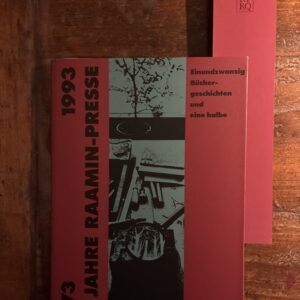 1993
JAHRE RAAMIN-PRESSE
Einundzwanzig
Bücher-
geschichten
und
eine halbe
RQ